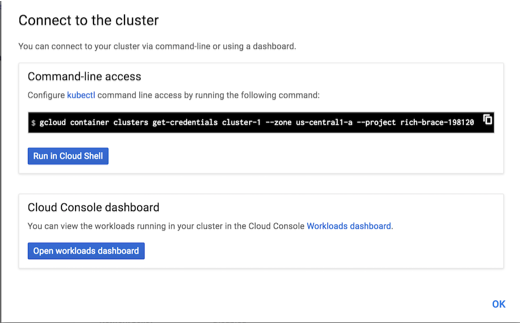 Connect to the cluster
You can connect to your cluster via command-line or using a dashboard.
Command-line access
Configure kubectl command line access by running the following command:
$ gcloud container clusters get-credentials cluster-1 --zone us-central1-a --project rich-brace-198120
Run in Cloud Shell
Cloud Console dashboard
You can view the workloads running in your cluster in the Cloud Console Workloads dashboard.
Open workloads dashboard
OK